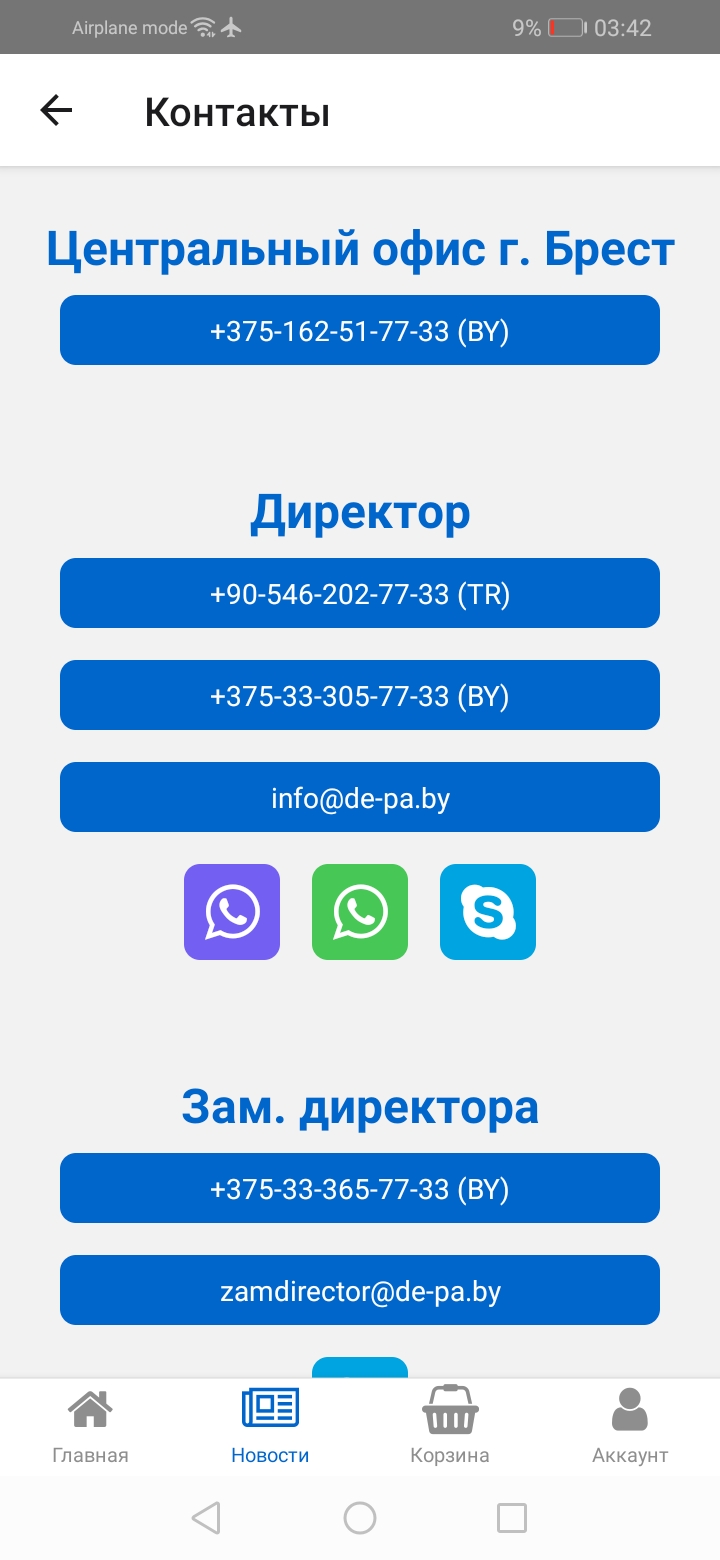 Airplane mode 9% 03:42
Контакты
Центральный офис г. Брест
+375-162-51-77-33 (BY)
Директор
+90-546-202-77-33 (TR)
+375-33-305-77-33 (BY)
info@de-pa.by
Зам. директора
+375-33-365-77-33 (BY)
zamdirector@de-pa.by
Главная Новости Корзина Аккаунт